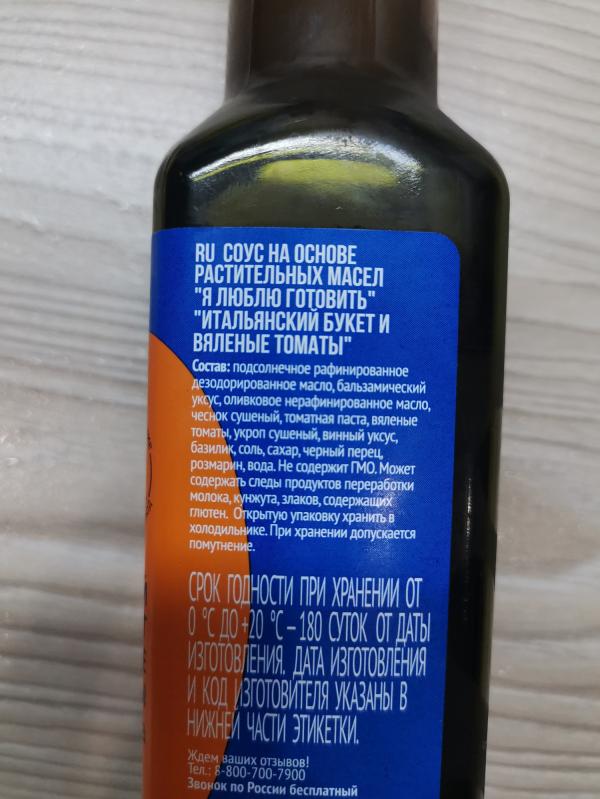 RU СОУС НА ОСНОВЕ
РАСТИТЕЛЬНЫХ МАСЕЛ
"Я ЛЮБЛЮ ГОТОВИТЬ"
"ИТАЛЬЯНСКИЙ БУКЕТ И
ВЯЛЕНЫЕ ТОМАТЫ"
Состав: подсолнечное рафинированное
дезодорированное масло, бальзамический
уксус, оливковое нерафинированное масло,
чеснок сушеный, томатная паста, вяленые
томаты, укроп сушеный, винный уксус,
базилик, соль, сахар, черный перец,
розмарин, вода. Не содержит ГМО. Может
содержать следы продуктов переработки
молока, кунжута, злаков, содержащих
глютен. Открытую упаковку хранить в
холодильнике. При хранении допускается
помутнение.
СРОК ГОДНОСТИ ПРИ ХРАНЕНИИ ОТ
0 °С ДО +20 °С – 180 СУТОК ОТ ДАТЫ
ИЗГОТОВЛЕНИЯ. ДАТА ИЗГОТОВЛЕНИЯ
И КОД ИЗГОТОВИТЕЛЯ УКАЗАНЫ В
НИЖНЕЙ ЧАСТИ ЭТИКЕТКИ.
Ждем ваших отзывов!
Тел.: 8-800-700-7900
Звонок по России бесплатный